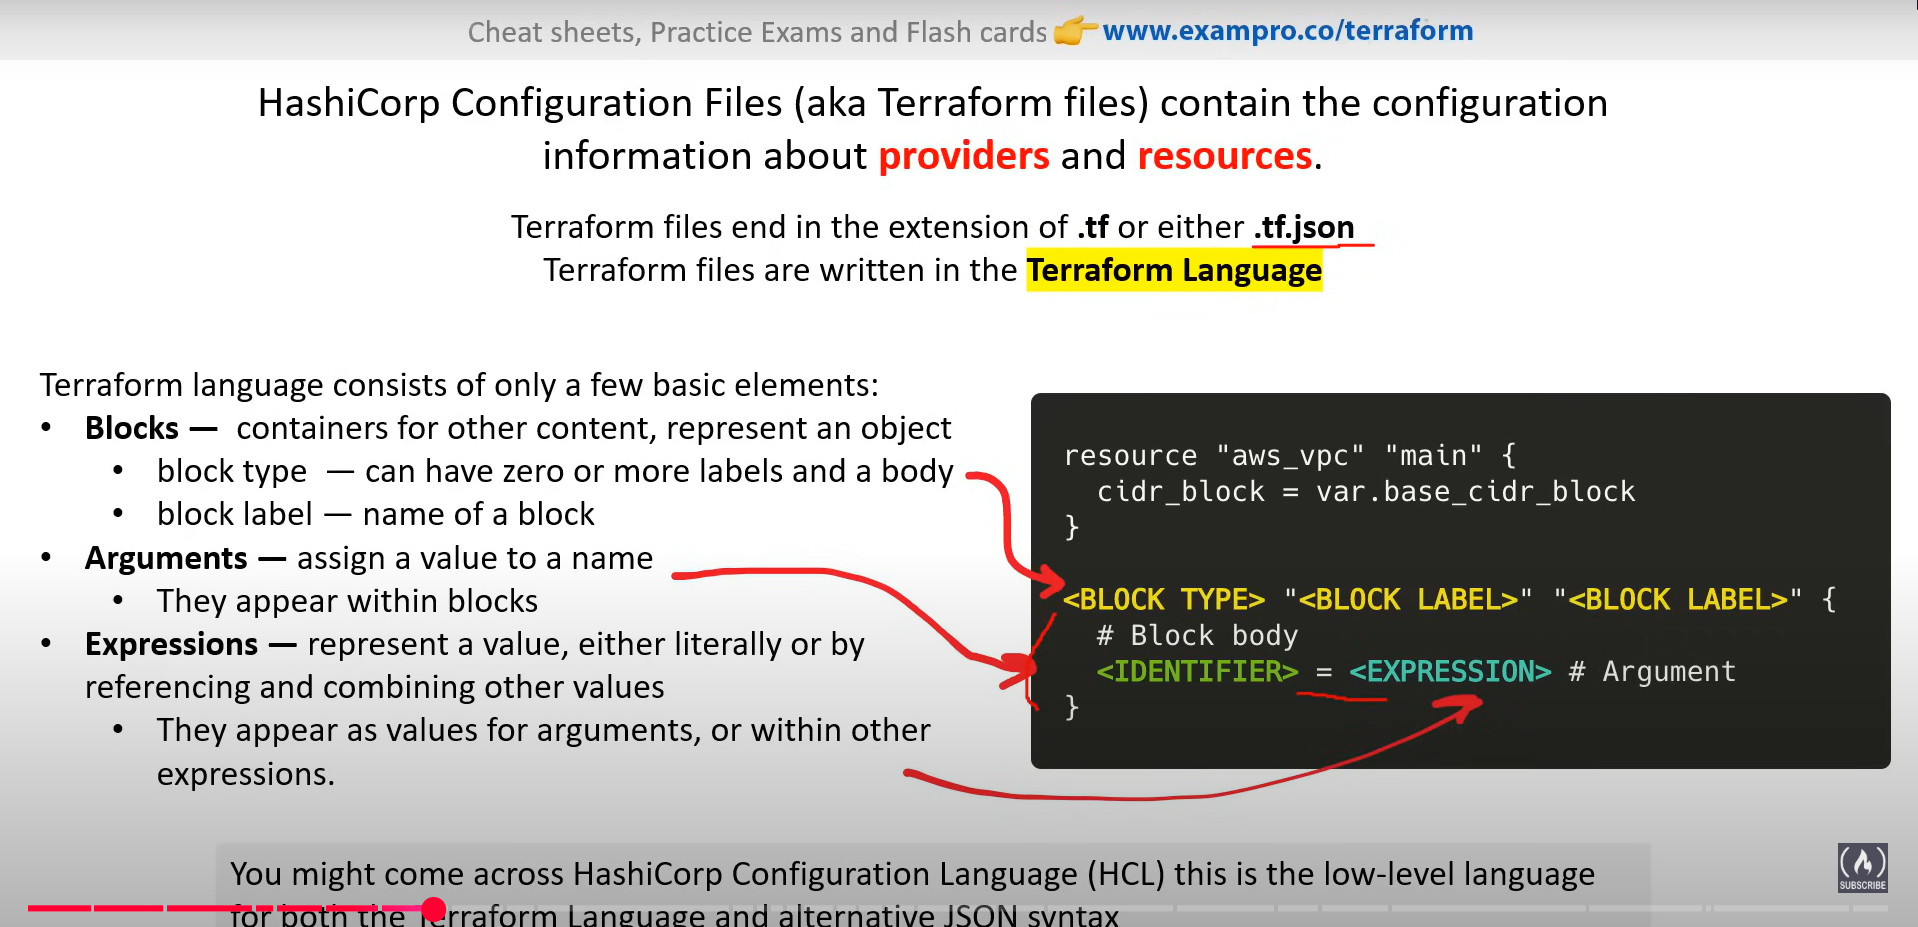 Cheat sheets, Practice Exams and Flash cards 👉 www.exampro.co/terraform
HashiCorp Configuration Files (aka Terraform files) contain the configuration
information about providers and resources.
Terraform files end in the extension of .tf or either .tf.json
Terraform files are written in the Terraform Language
Terraform language consists of only a few basic elements:
• Blocks — containers for other content, represent an object
• block type — can have zero or more labels and a body
• block label — name of a block
• Arguments — assign a value to a name
• They appear within blocks
• Expressions — represent a value, either literally or by
referencing and combining other values
• They appear as values for arguments, or within other
expressions.
resource "aws_vpc" "main" {
  cidr_block = var.base_cidr_block
}
<BLOCK TYPE> "<BLOCK LABEL>" "<BLOCK LABEL>" {
  # Block body
  <IDENTIFIER> = <EXPRESSION> # Argument
}
You might come across HashiCorp Configuration Language (HCL) this is the low-level language
for both the Terraform Language and alternative JSON syntax
SUBSCRIBE